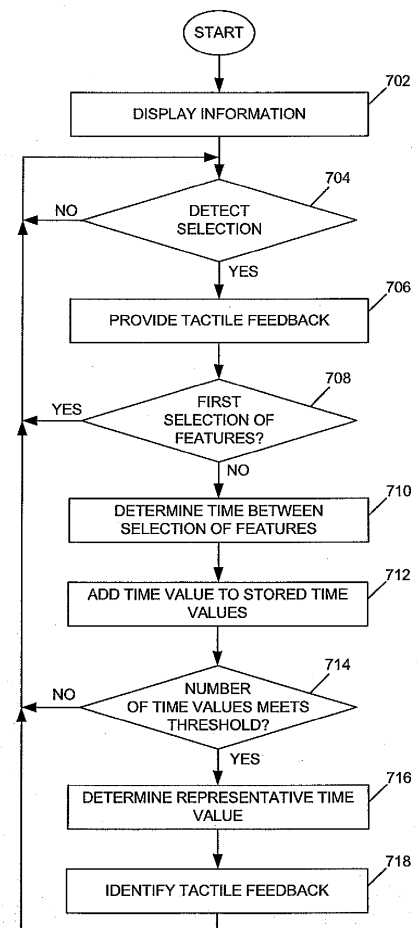 START
702
DISPLAY INFORMATION
704
DETECT
SELECTION
NO
YES
706
PROVIDE TACTILE FEEDBACK
708
FIRST
SELECTION OF
FEATURES?
YES
NO
710
DETERMINE TIME BETWEEN
SELECTION OF FEATURES
712
ADD TIME VALUE TO STORED TIME
VALUES
714
NUMBER
OF TIME VALUES MEETS
THRESHOLD?
NO
YES
716
DETERMINE REPRESENTATIVE TIME
VALUE
718
IDENTIFY TACTILE FEEDBACK